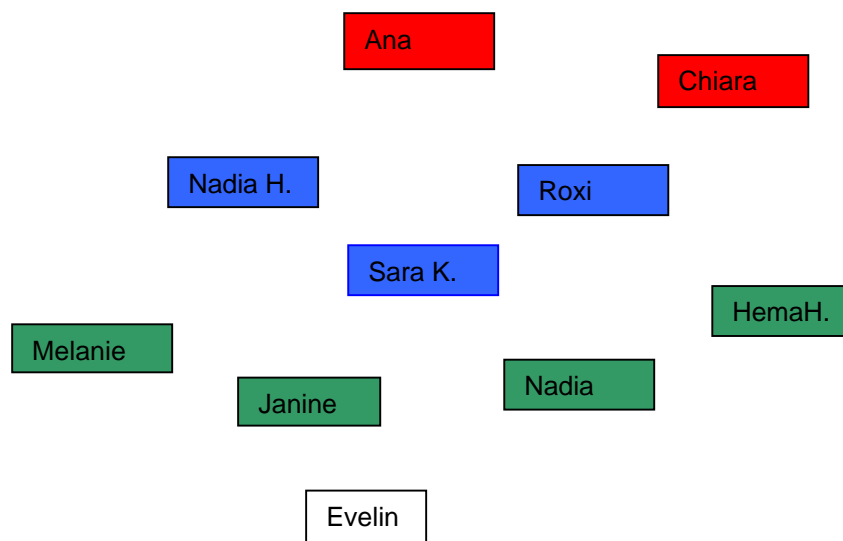 Ana
Chiara
Nadia H.
Roxi
Sara K.
HemaH.
Melanie
Nadia
Janine
Evelin